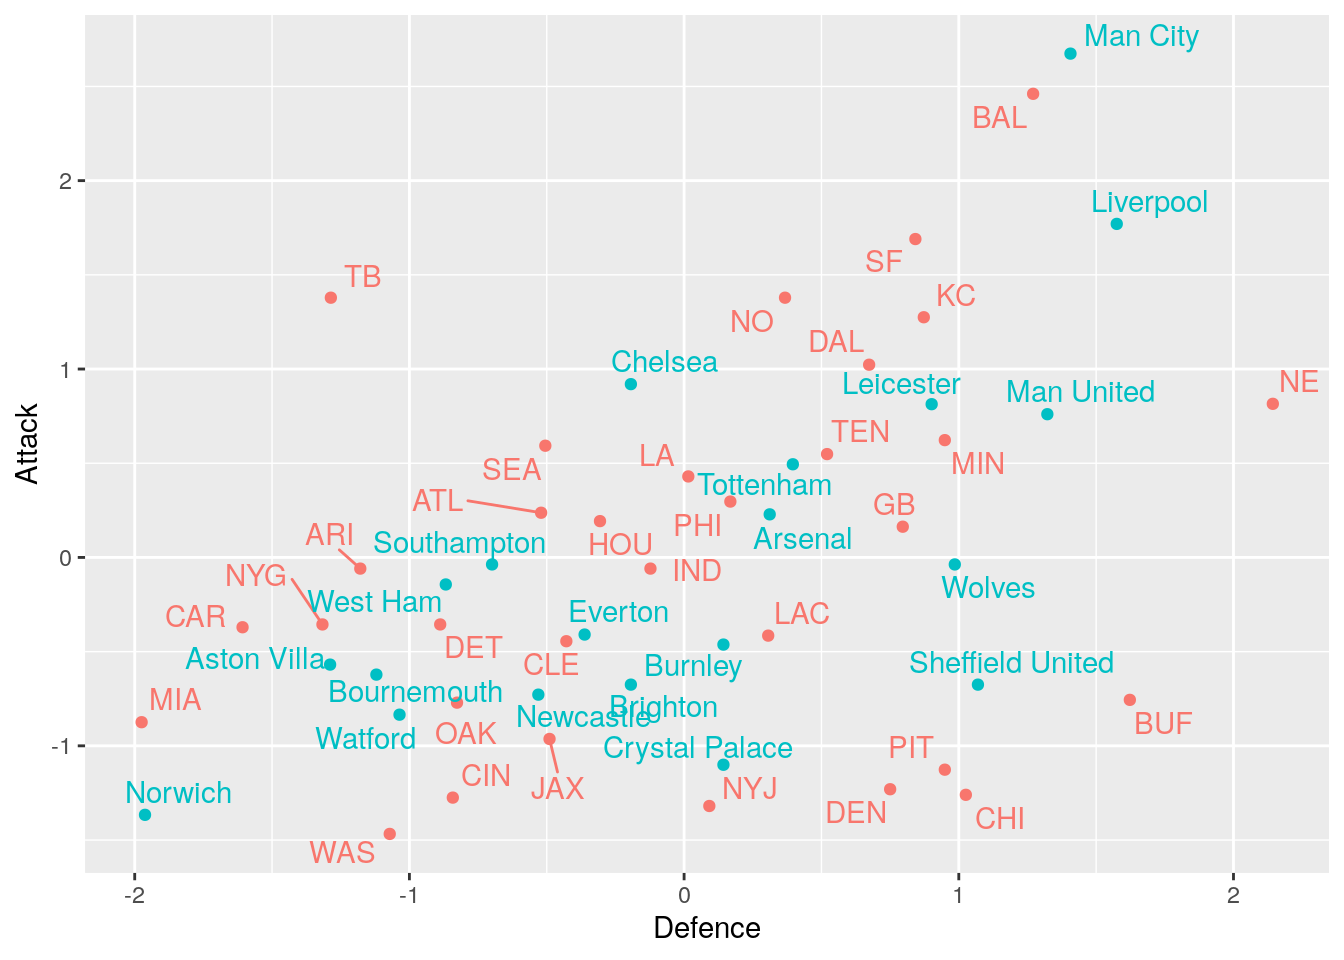 Man City
BAL
Liverpool
SF
TB
KC
NO
DAL
Chelsea
Leicester
Man United
NE
TEN
LA
MIN
SEA
Tottenham
ATL
GB
PHI
ARI
Southampton
HOU
Arsenal
IND
NYG
West Ham
Wolves
CAR
Everton
LAC
DET
Aston Villa
CLE
Burnley
Sheffield United
MIA
Bournemouth
Brighton
Newcastle
BUF
Watford
OAK
Crystal Palace
PIT
CIN
JAX
NYJ
Norwich
DEN
CHI
WAS
2
1
0
-1
Attack
-2
-1
0
1
2
Defence